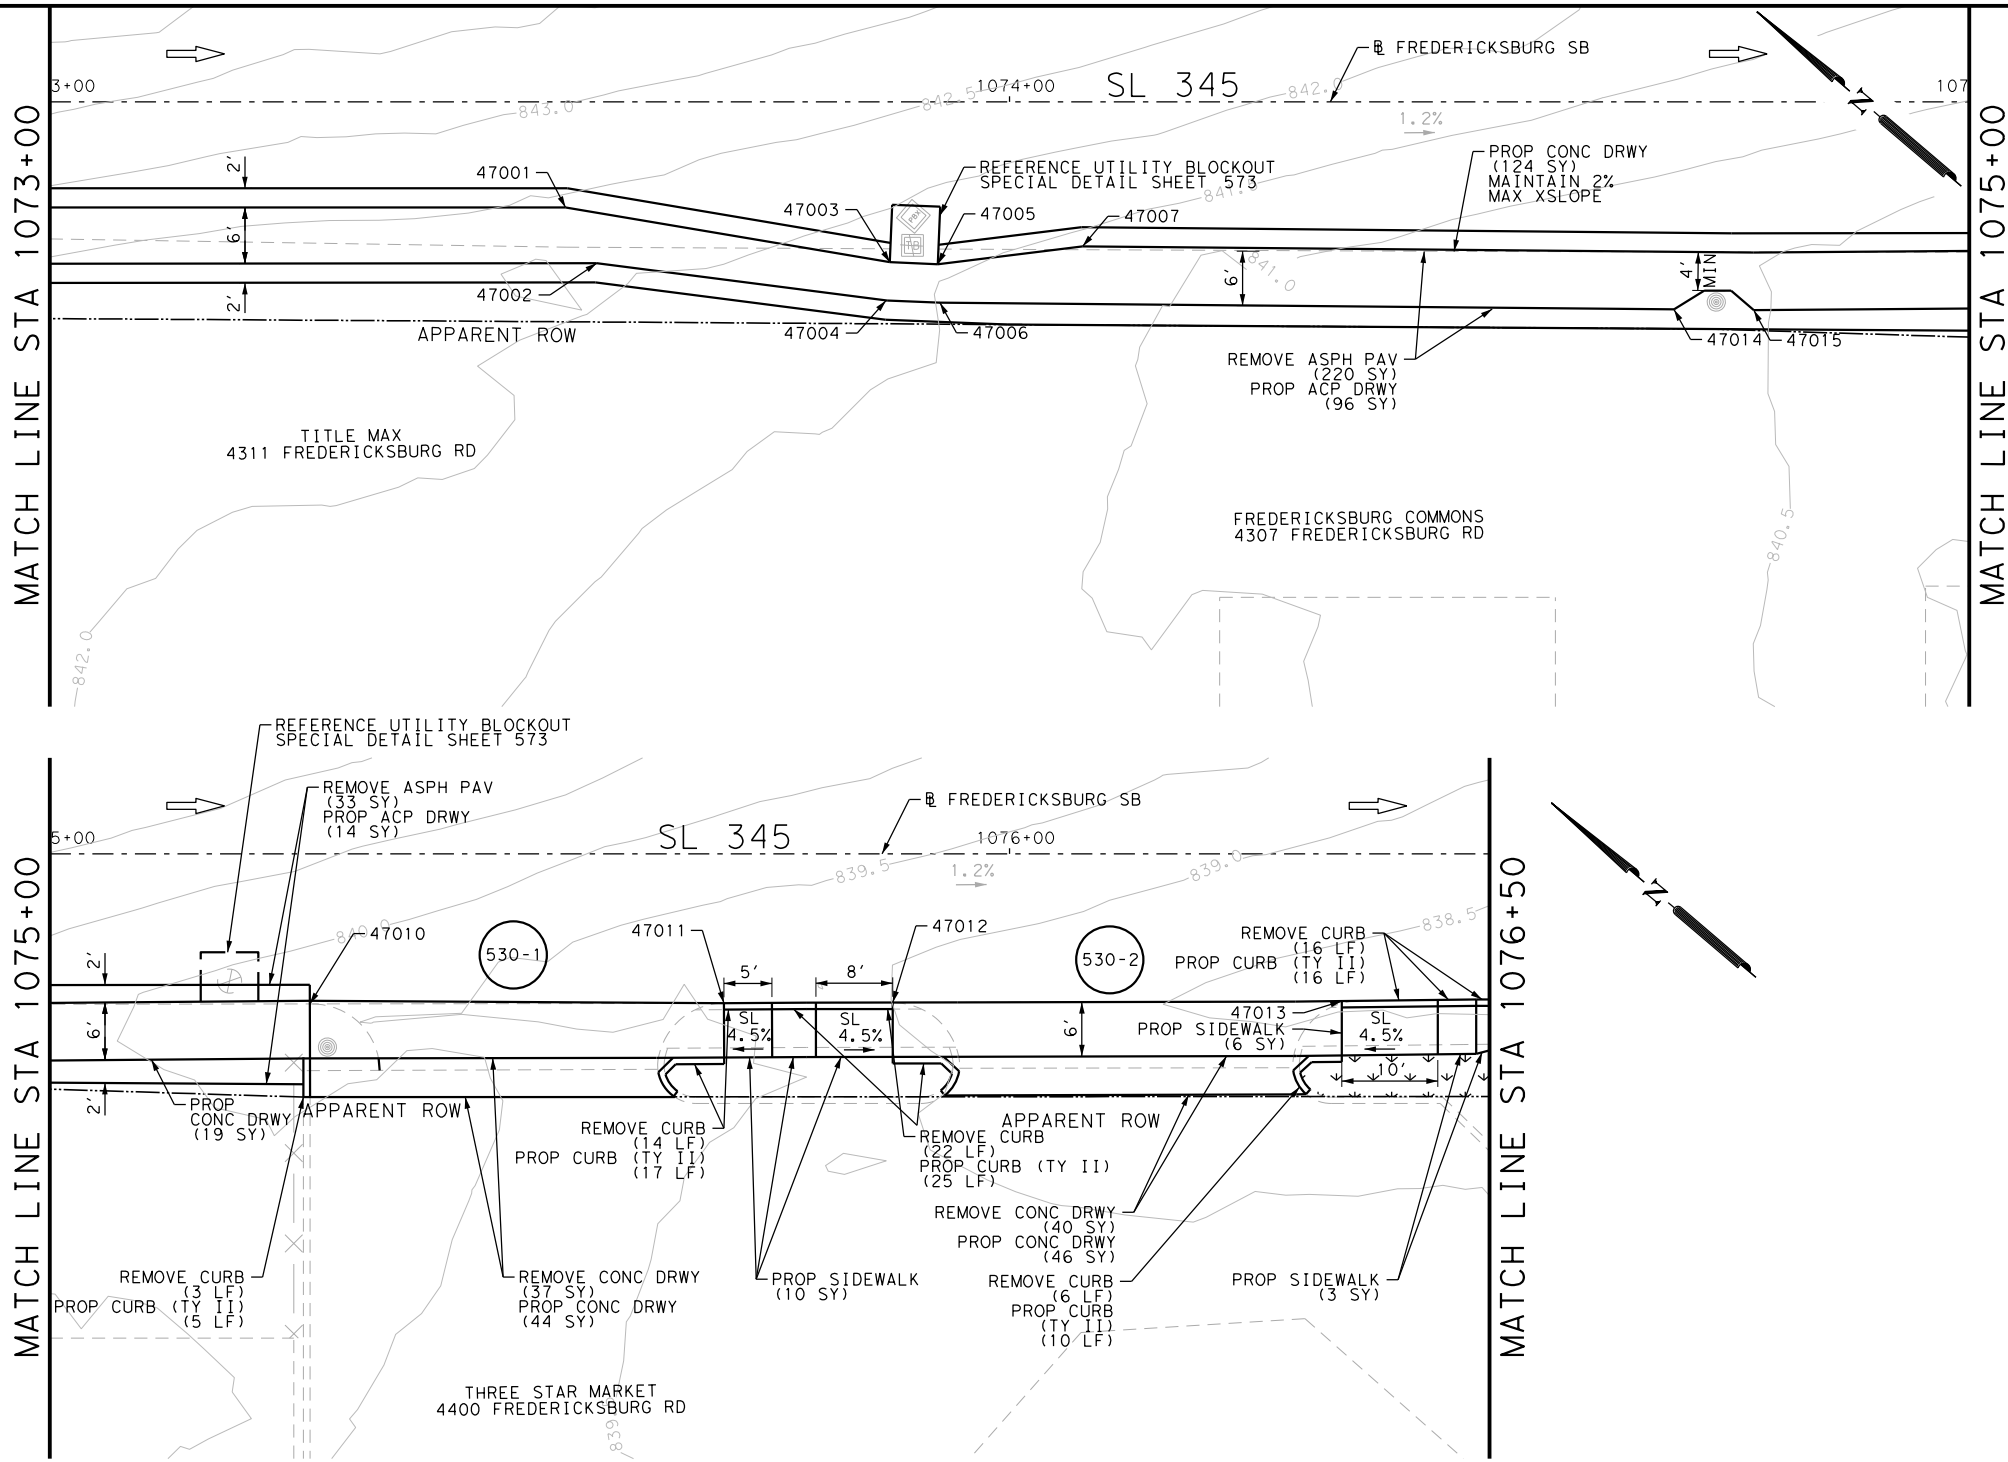 MATCH LINE STA 1073+00
3+00
843.0
842.5
1074+00
SL 345
842.0
℄ FREDERICKSBURG SB
1.2%
N
107
MATCH LINE STA 1075+00
2'
6'
2'
47001
47002
47003
47004
PBX
TB
REFERENCE UTILITY BLOCKOUT
SPECIAL DETAIL SHEET 573
47005
47006
47007
PROP CONC DRWY
(124 SY)
MAINTAIN 2%
MAX XSLOPE
841.0
6'
4'
MIN
47014
47015
APPARENT ROW
REMOVE ASPH PAV
(220 SY)
PROP ACP DRWY
(96 SY)
TITLE MAX
4311 FREDERICKSBURG RD
FREDERICKSBURG COMMONS
4307 FREDERICKSBURG RD
840.5
842.0
REFERENCE UTILITY BLOCKOUT
SPECIAL DETAIL SHEET 573
MATCH LINE STA 1075+00
5+00
REMOVE ASPH PAV
(33 SY)
PROP ACP DRWY
(14 SY)
SL 345
℄ FREDERICKSBURG SB
1076+00
1.2%
839.5
839.0
838.5
840.0
N
MATCH LINE STA 1076+50
2'
6'
2'
47010
530-1
47011
5'
8'
47012
530-2
6'
SL
4.5%
SL
4.5%
REMOVE CURB
(16 LF)
PROP CURB (TY II)
(16 LF)
47013
PROP SIDEWALK
(6 SY)
SL
4.5%
10'
PROP
CONC DRWY
(19 SY)
APPARENT ROW
REMOVE CURB
(14 LF)
PROP CURB (TY II)
(17 LF)
APPARENT ROW
REMOVE CURB
(22 LF)
PROP CURB (TY II)
(25 LF)
REMOVE CONC DRWY
(40 SY)
PROP CONC DRWY
(46 SY)
REMOVE CURB
(3 LF)
PROP CURB (TY II)
(5 LF)
REMOVE CONC DRWY
(37 SY)
PROP CONC DRWY
(44 SY)
PROP SIDEWALK
(10 SY)
REMOVE CURB
(6 LF)
PROP CURB
(TY II)
(10 LF)
PROP SIDEWALK
(3 SY)
THREE STAR MARKET
4400 FREDERICKSBURG RD